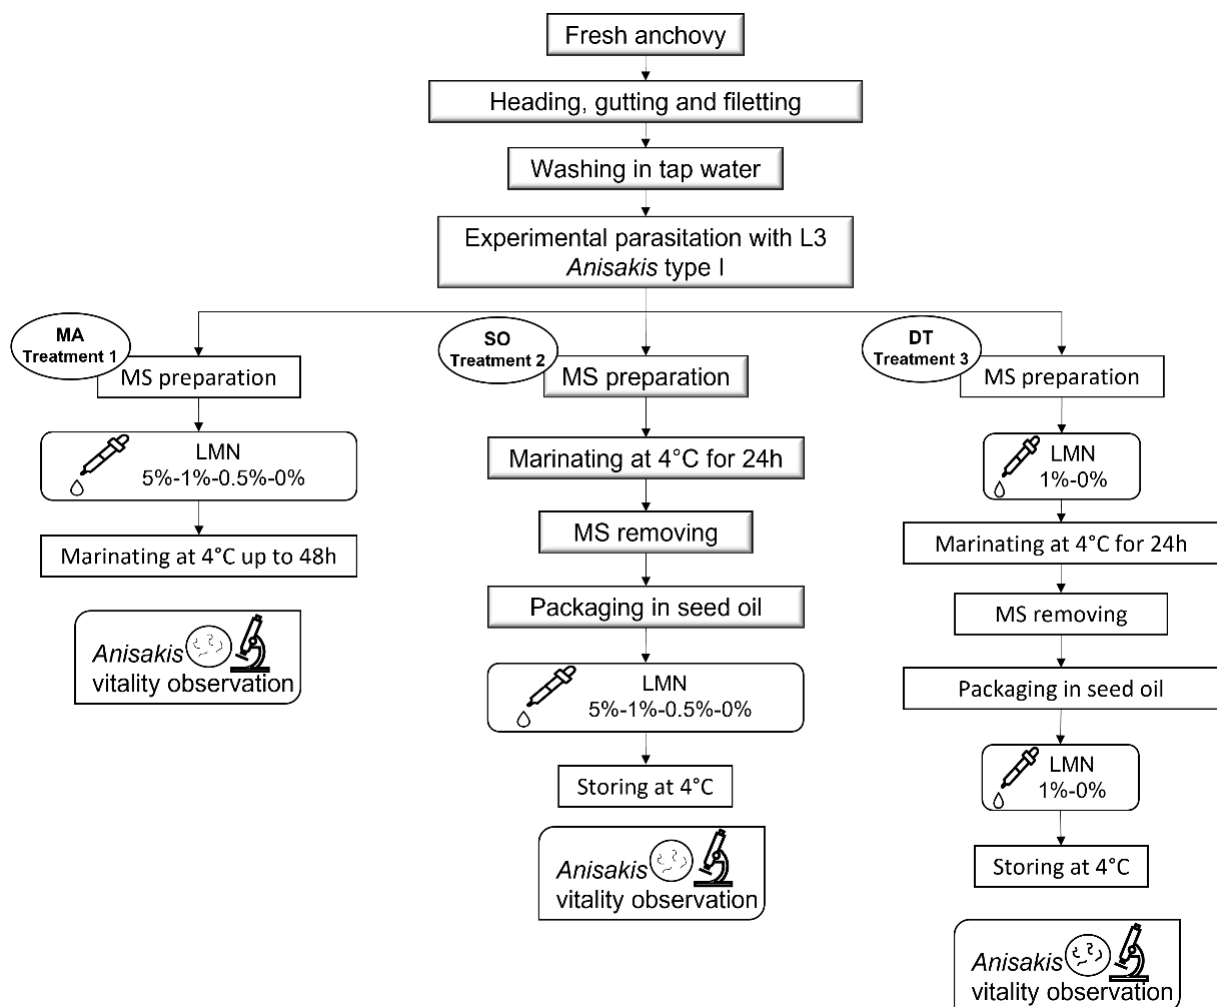 Fresh anchovy
Heading, gutting and filetting
Washing in tap water
Experimental parasitation with L3
Anisakis type I
MA
Treatment 1
MS preparation
LMN
5%-1%-0.5%-0%
Marinating at 4°C up to 48h
Anisakis
vitality observation
SO
Treatment 2
MS preparation
Marinating at 4°C for 24h
MS removing
Packaging in seed oil
LMN
5%-1%-0.5%-0%
Storing at 4°C
Anisakis
vitality observation
DT
Treatment 3
MS preparation
LMN
1%-0%
Marinating at 4°C for 24h
MS removing
Packaging in seed oil
LMN
1%-0%
Storing at 4°C
Anisakis
vitality observation